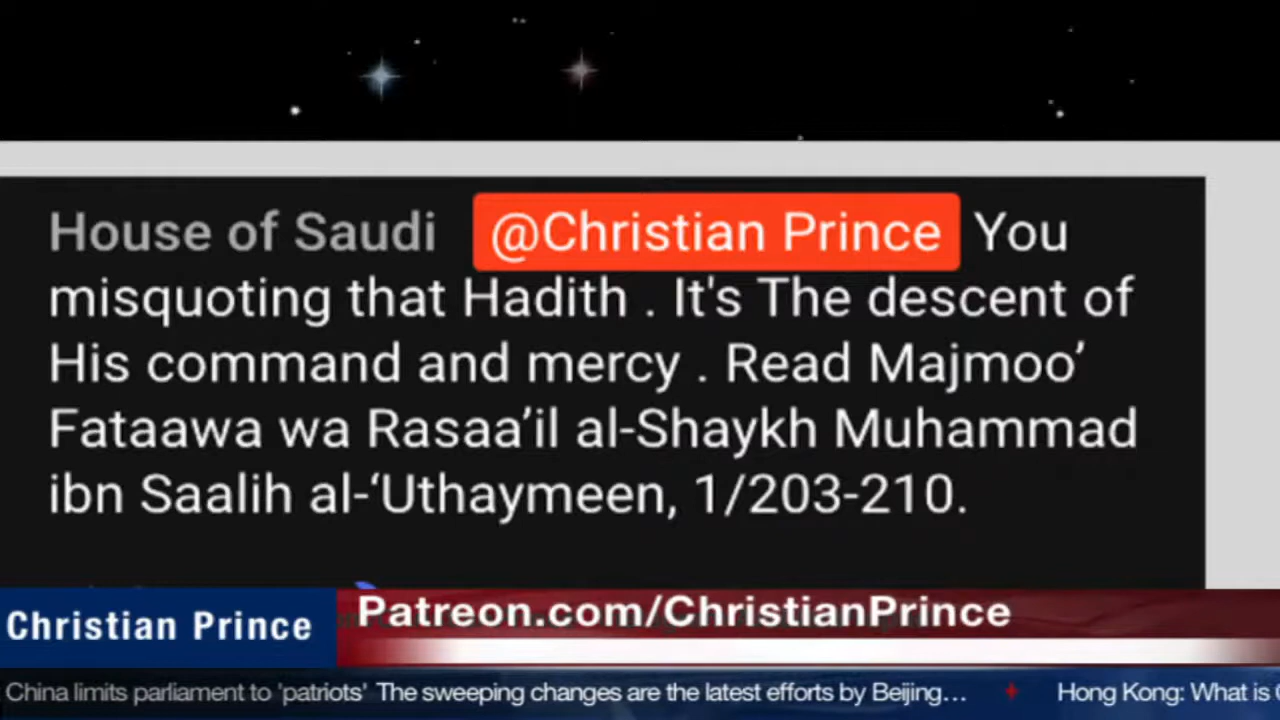 House of Saudi @Christian Prince You
misquoting that Hadith . It's The descent of
His command and mercy . Read Majmoo’
Fataawa wa Rasaa’il al-Shaykh Muhammad
ibn Saalih al-‘Uthaymeen, 1/203-210.
Christian Prince
Patreon.com/ChristianPrince
China limits parliament to 'patriots' The sweeping changes are the latest efforts by Beijing... Hong Kong: What is